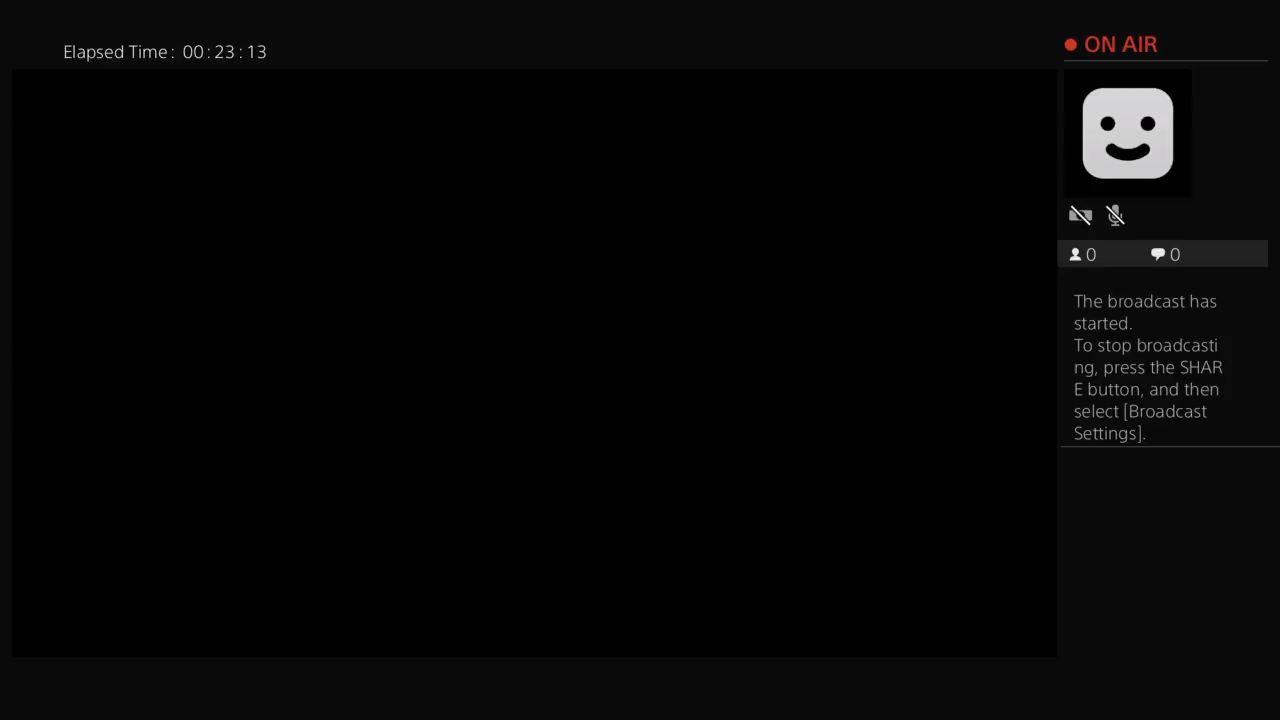 Elapsed Time: 00:23:13
ON AIR
0 0
The broadcast has
started.
To stop broadcasti
ng, press the SHAR
E button, and then
select [Broadcast
Settings].